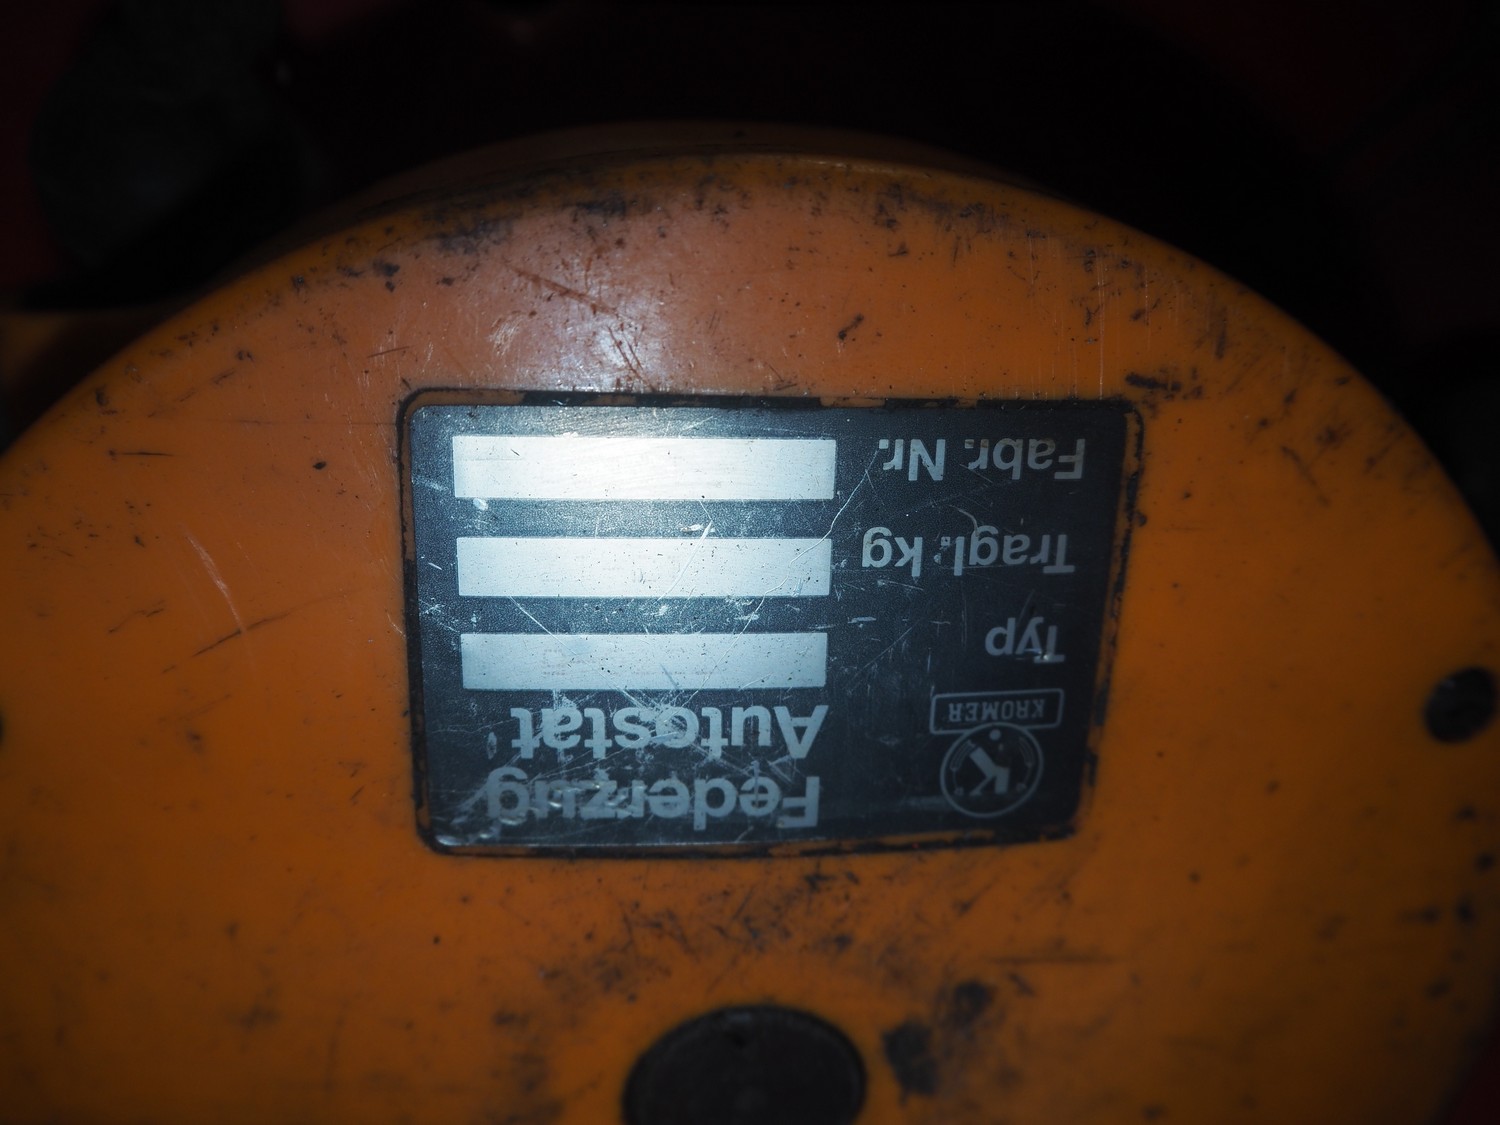 KROMER
Federzug
Autostat
Typ
Tragl. kg
Fabr. Nr.